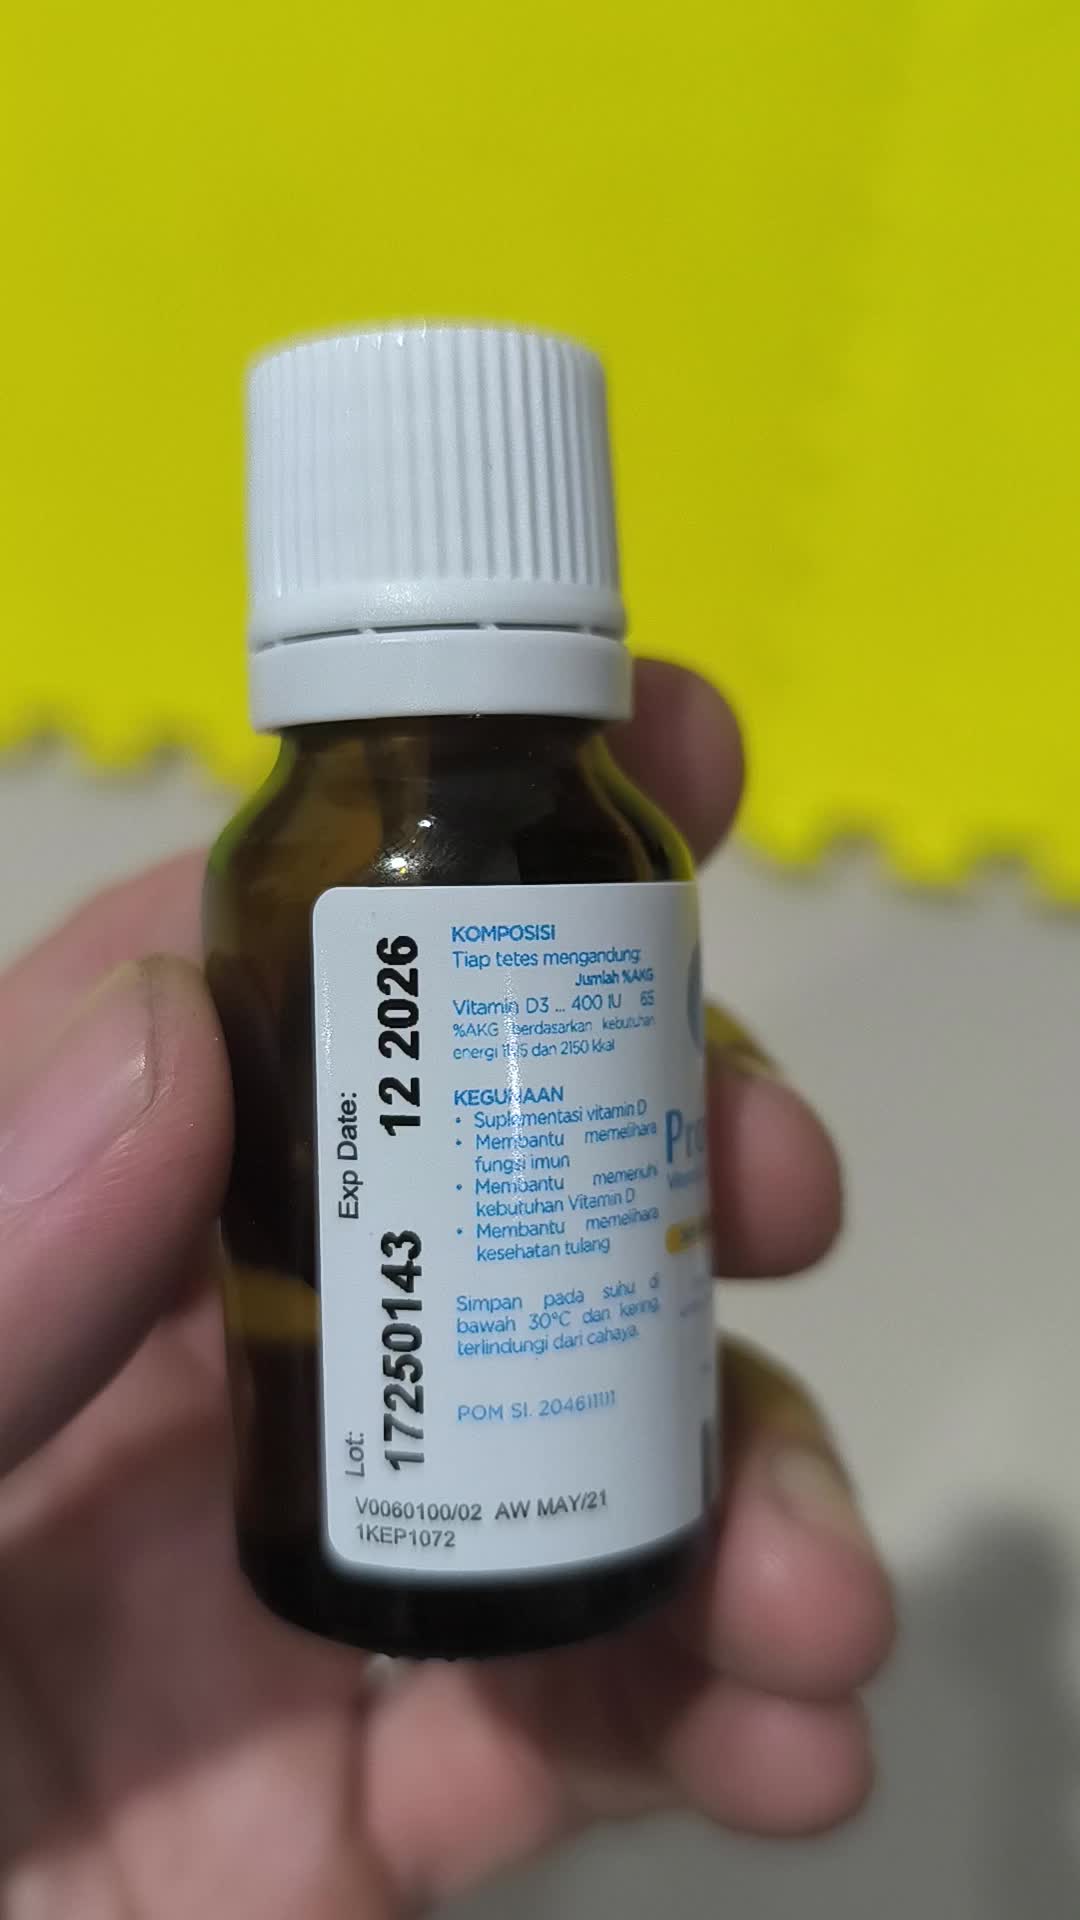 KOMPOSISI
Tiap tetes mengandung:
Jumlah %AKG
Vitamin D3 ... 400 IU 65
%AKG berdasarkan kebutuhan
energi dan 2150 kkal
KEGUNAAN
• Suplementasi vitamin D
• Membantu memelihara
fungsi imun
• Membantu memenuhi
kebutuhan Vitamin D
• Membantu memelihara
kesehatan tulang
Simpan pada suhu di
bawah 30°C dan kering,
terlindungi dari cahaya.
POM SI. 204611111
Exp Date:
12 2026
Lot:
17250143
V0060100/02 AW MAY/21
1KEP1072